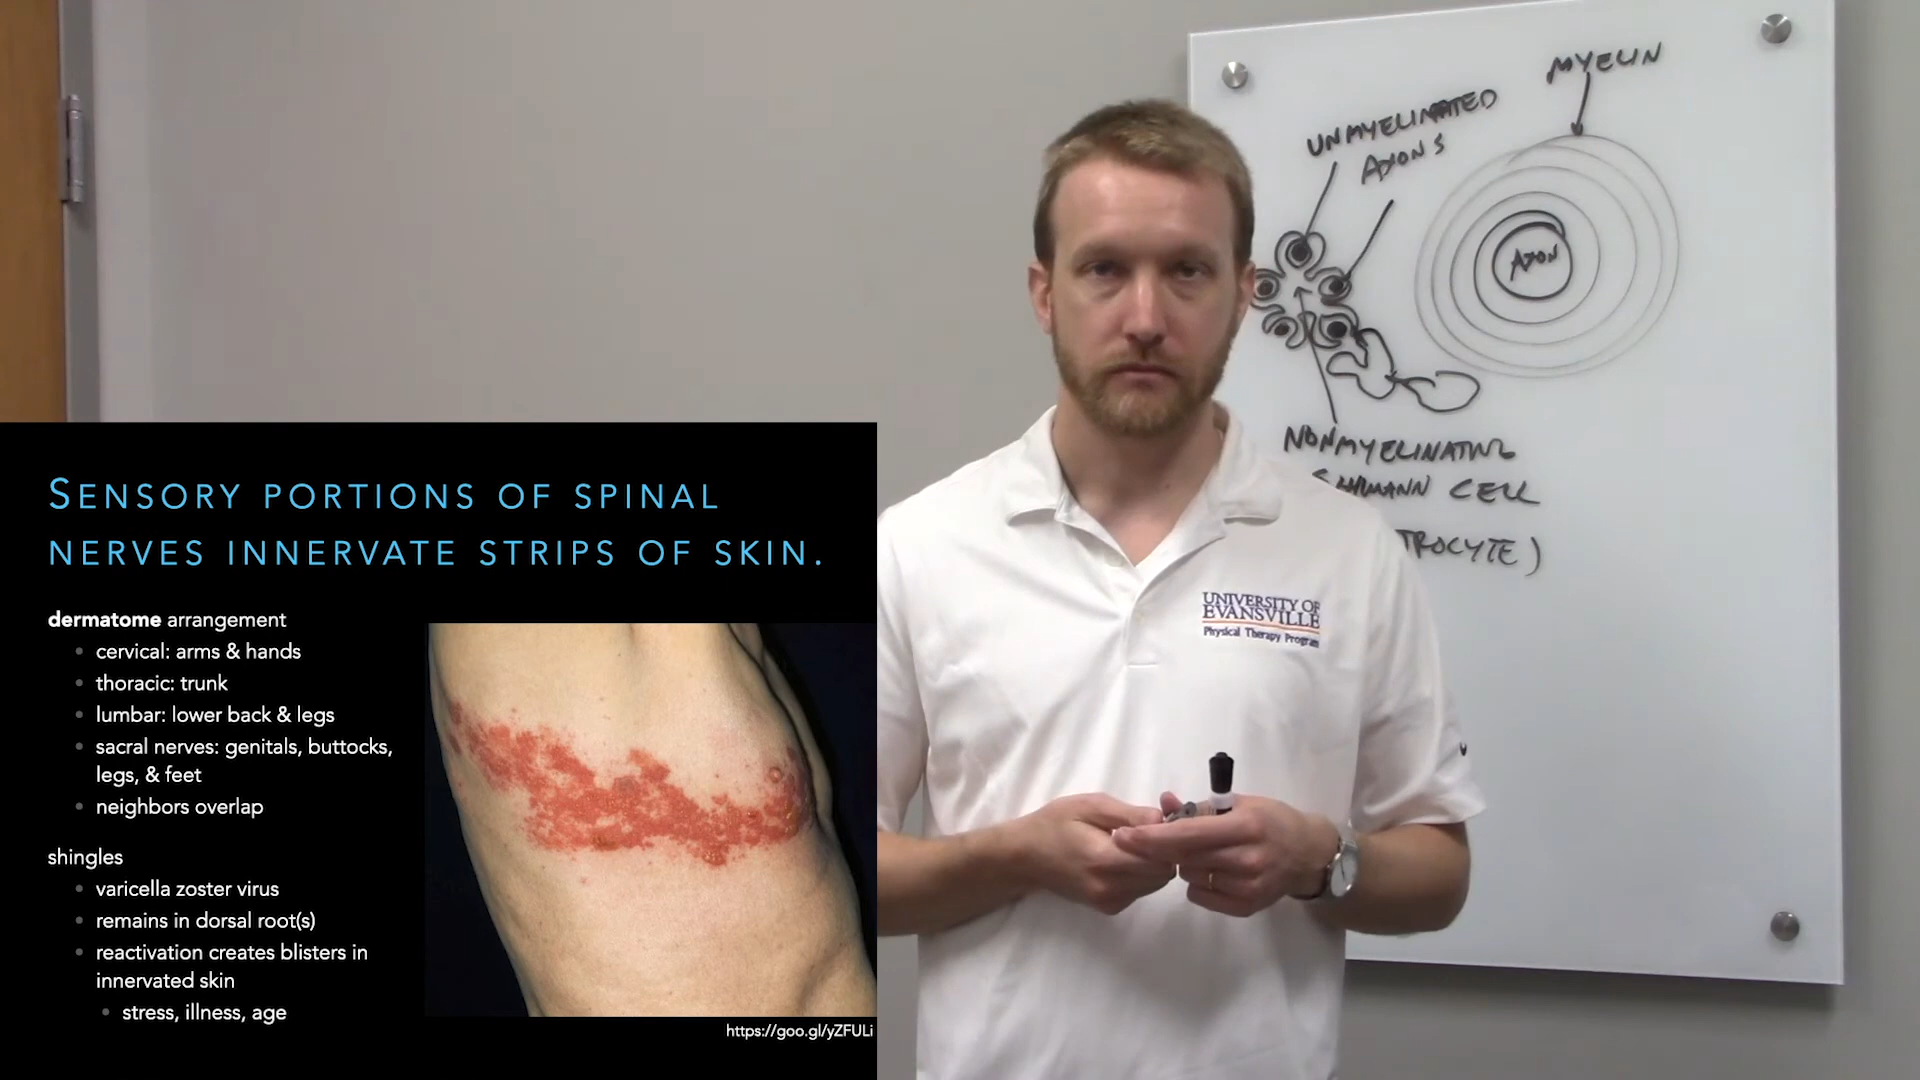 SENSORY PORTIONS OF SPINAL
NERVES INNERVATE STRIPS OF SKIN.
dermatome arrangement
• cervical: arms & hands
• thoracic: trunk
• lumbar: lower back & legs
• sacral nerves: genitals, buttocks,
legs, & feet
• neighbors overlap
shingles
• varicella zoster virus
• remains in dorsal root(s)
• reactivation creates blisters in
innervated skin
• stress, illness, age
https://goo.gl/yZFULi
MYELIN
UNMYELINATED
AXONS
AXON
NONMYELINATING
CELL
TROCYTE)
UNIVERSITY OF
EVANSVILLE
Physical Therapy Program